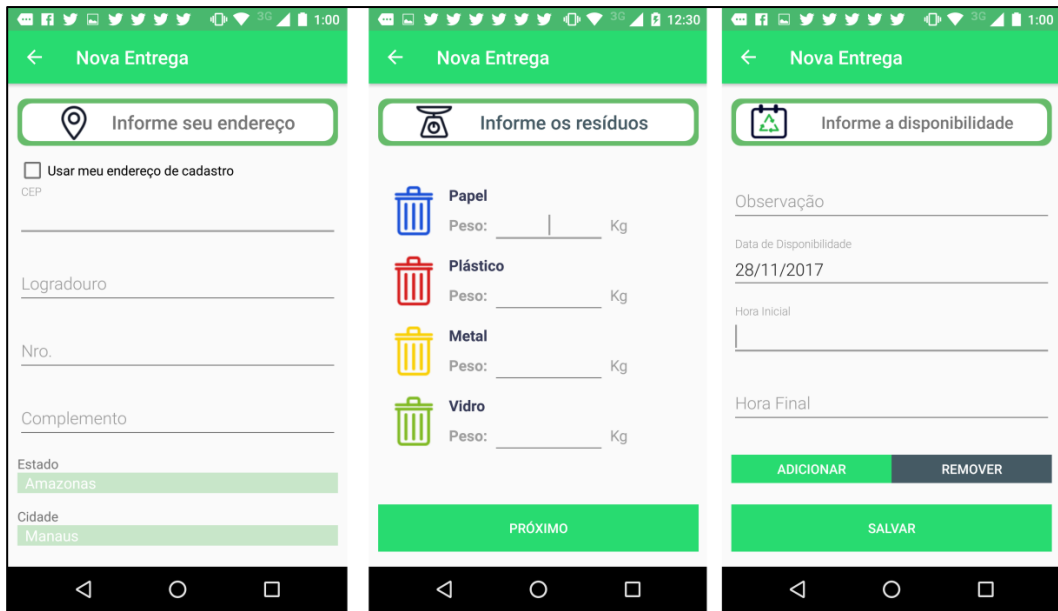 3G 1:00
Nova Entrega
Informe seu endereço
Usar meu endereço de cadastro
CEP
Logradouro
Nro.
Complemento
Estado
Amazonas
Cidade
Manaus
3G 12:30
Nova Entrega
Informe os resíduos
Papel
Peso: Kg
Plástico
Peso: Kg
Metal
Peso: Kg
Vidro
Peso: Kg
PRÓXIMO
3G 1:00
Nova Entrega
Informe a disponibilidade
Observação
Data de Disponibilidade
28/11/2017
Hora Inicial
Hora Final
ADICIONAR REMOVER
SALVAR